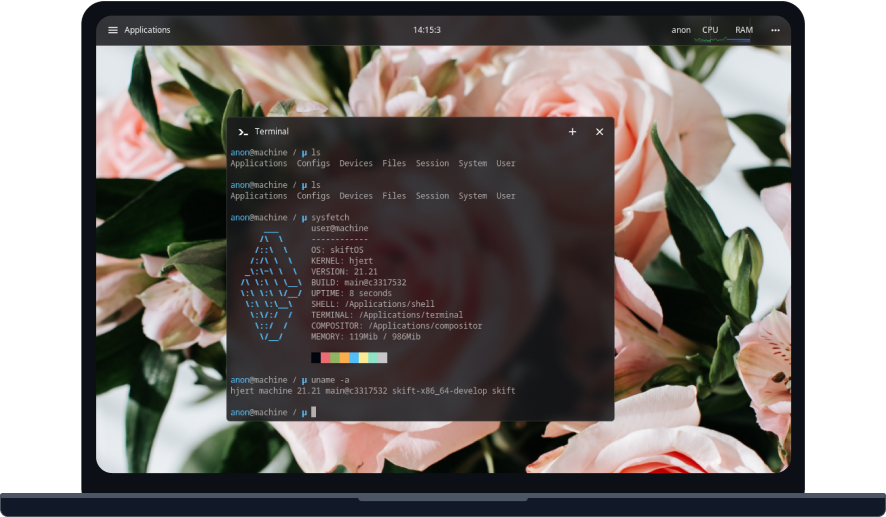 Applications 14:15:3 anon CPU RAM
Terminal
anon@machine / µ ls
Applications Configs Devices Files Session System User
anon@machine / µ ls
Applications Configs Devices Files Session System User
anon@machine / µ sysfetch
user@machine
------------
OS: skiftOS
KERNEL: hjert
VERSION: 21.21
BUILD: main@c3317532
UPTIME: 8 seconds
SHELL: /Applications/shell
TERMINAL: /Applications/terminal
COMPOSITOR: /Applications/compositor
MEMORY: 119Mib / 986Mib
anon@machine / µ uname -a
hjert machine 21.21 main@c3317532 skift-x86_64-develop skift
anon@machine / µ